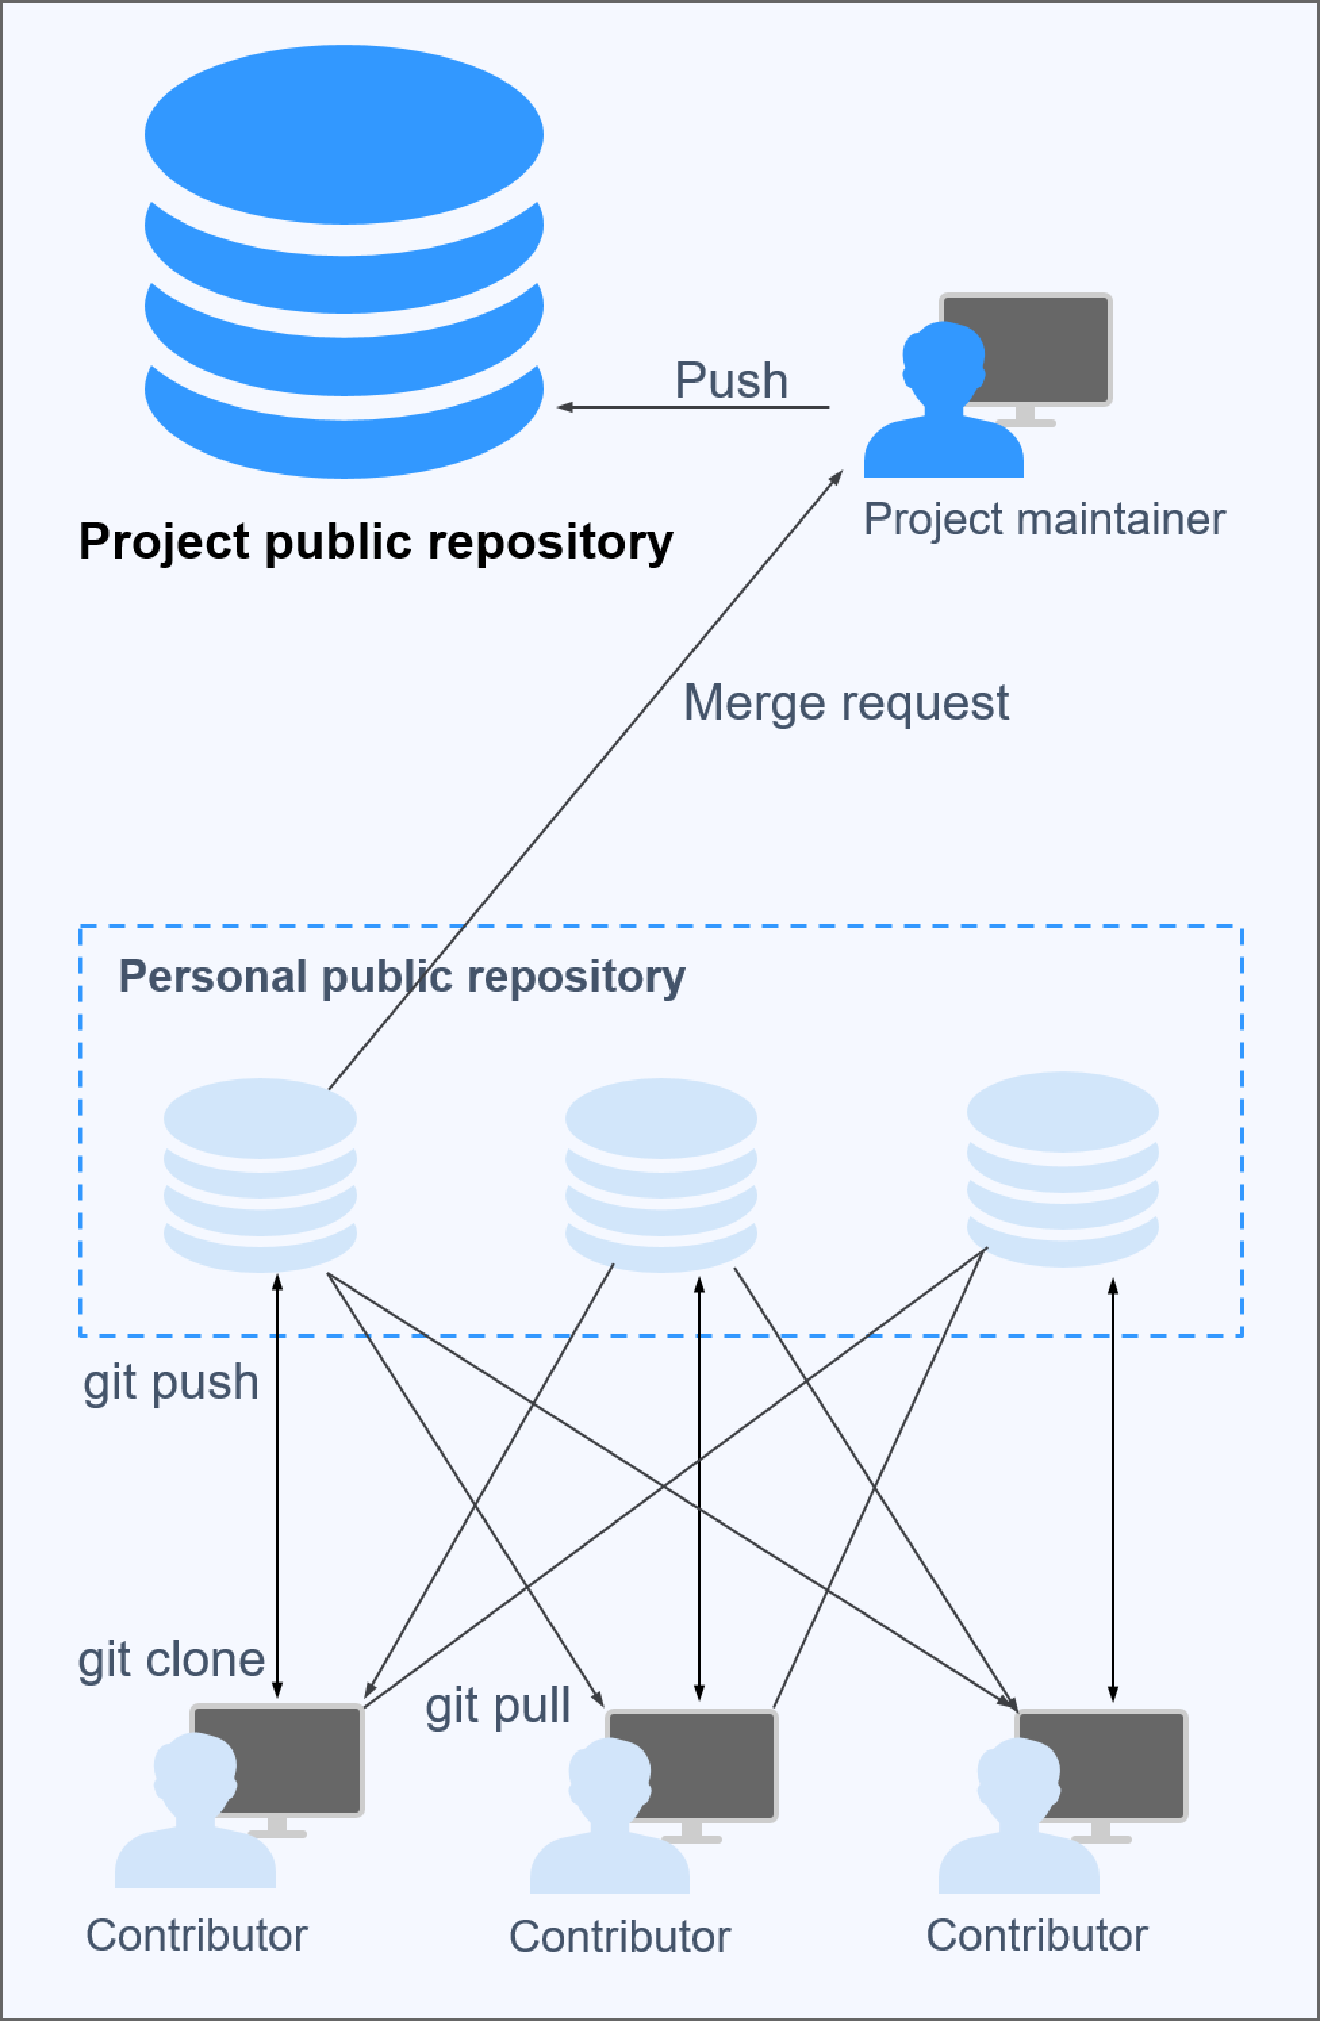 Push
Project maintainer
Project public repository
Merge request
Personal public repository
git push
git clone
git pull
Contributor
Contributor
Contributor